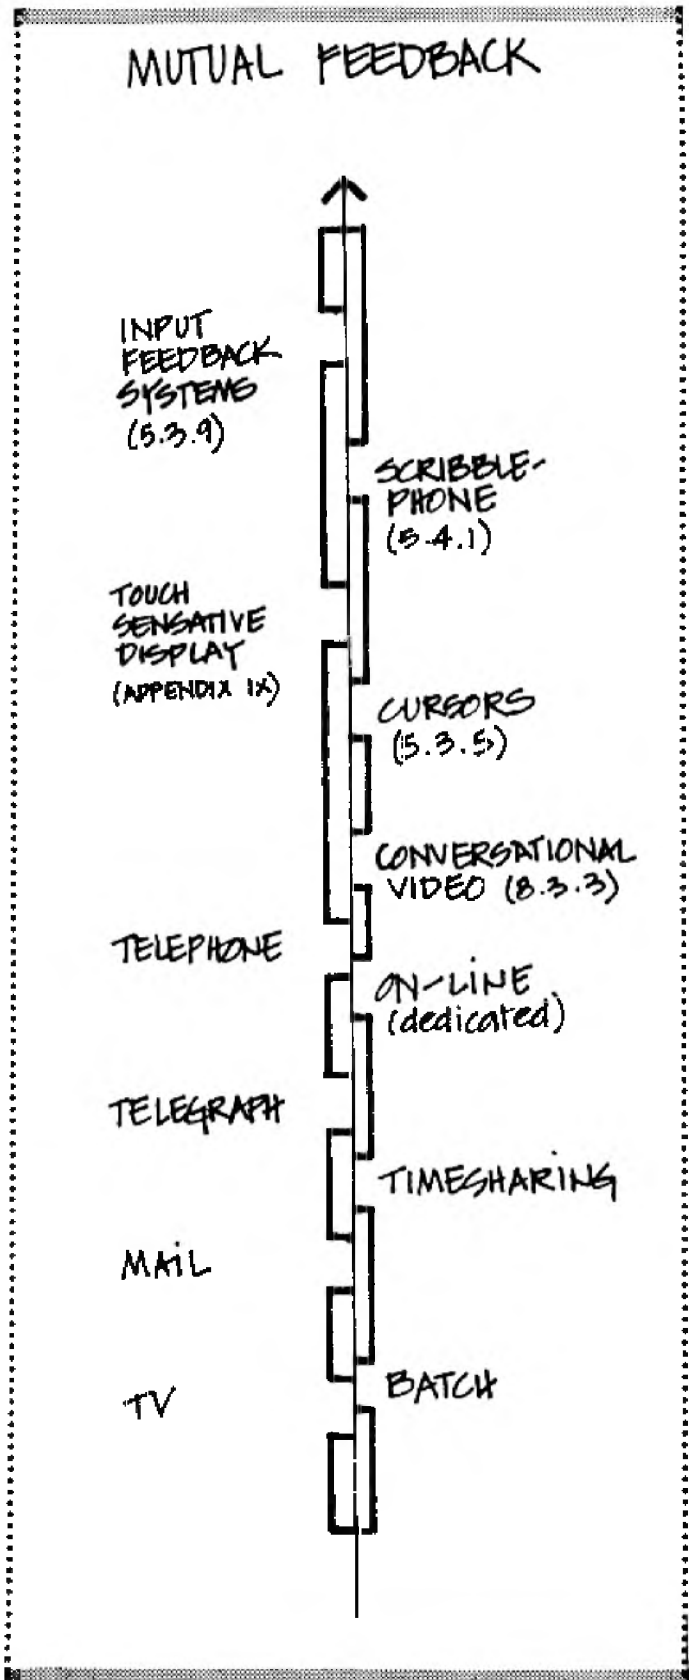 MUTUAL FEEDBACK
INPUT
FEEDBACK
SYSTEMS
(5.3.9)
SCRIBBLE-
PHONE
(5.4.1)
TOUCH
SENSATIVE
DISPLAY
(APPENDIX IX)
CURSORS
(5.3.5)
CONVERSATIONAL
VIDEO (8.3.3)
TELEPHONE
ON-LINE
(dedicated)
TELEGRAPH
TIMESHARING
MAIL
BATCH
TV